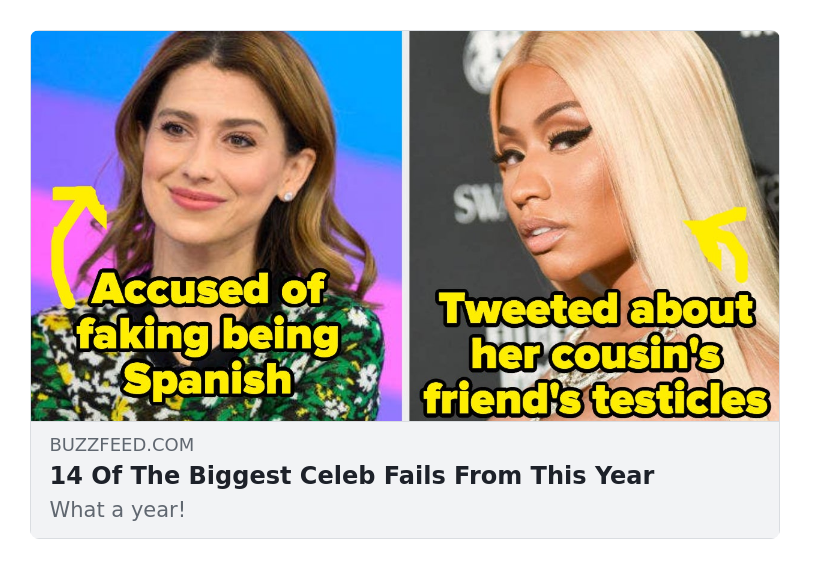 Accused of
faking being
Spanish
SW
Tweeted about
her cousin's
friend's testicles
BUZZFEED.COM
14 Of The Biggest Celeb Fails From This Year
What a year!